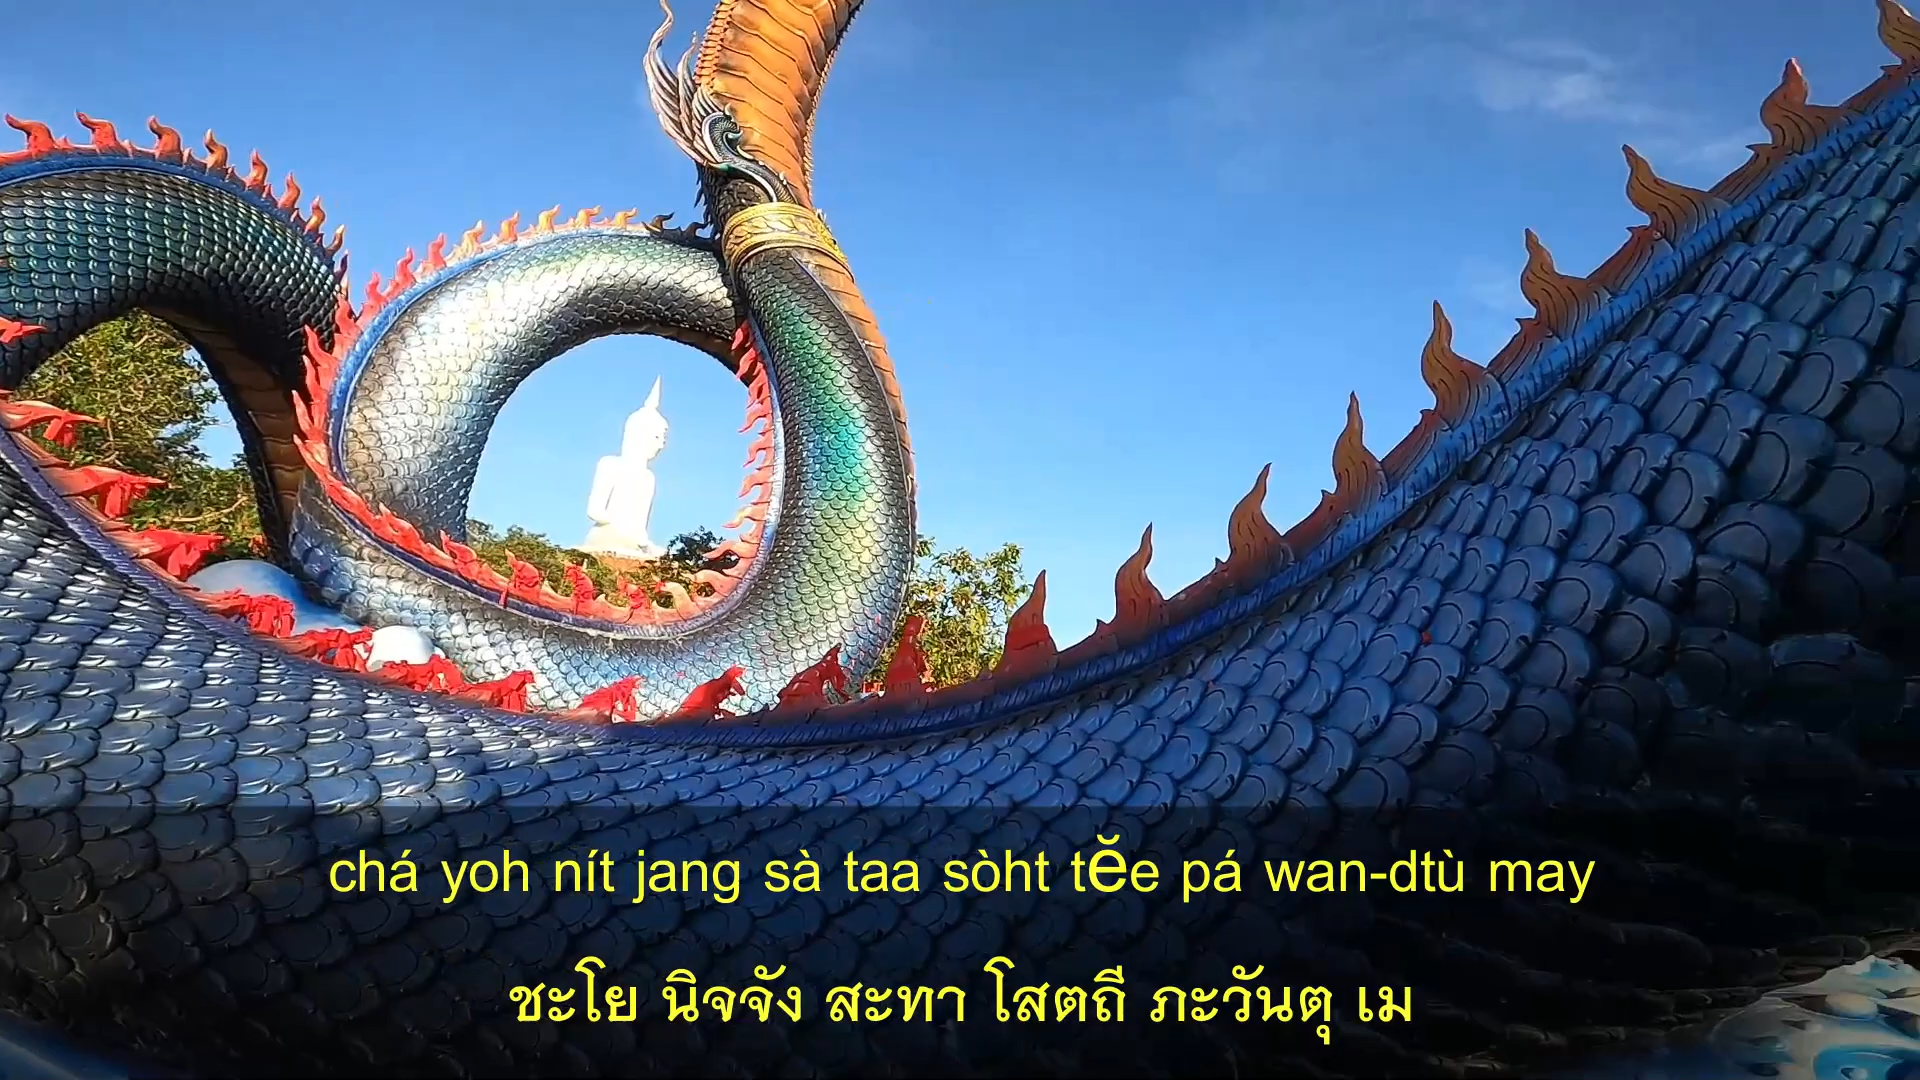 chá yoh nít jang sà taa sòht tĕe pá wan-dtù may
ชะโย นิจจัง สะทา โสตถี ภะวันตุ เม